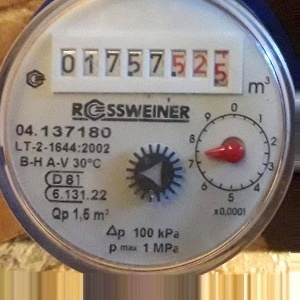 01757525
m³
ROSSWEINER
04.137180
LT-2-1644:2002
B-H A-V 30°C
D81
6.131.22
Qp 1,5 m³
Δp 100 kPa
p max 1 MPa
0
1
2
3
4
5
6
7
8
9
x0,0001